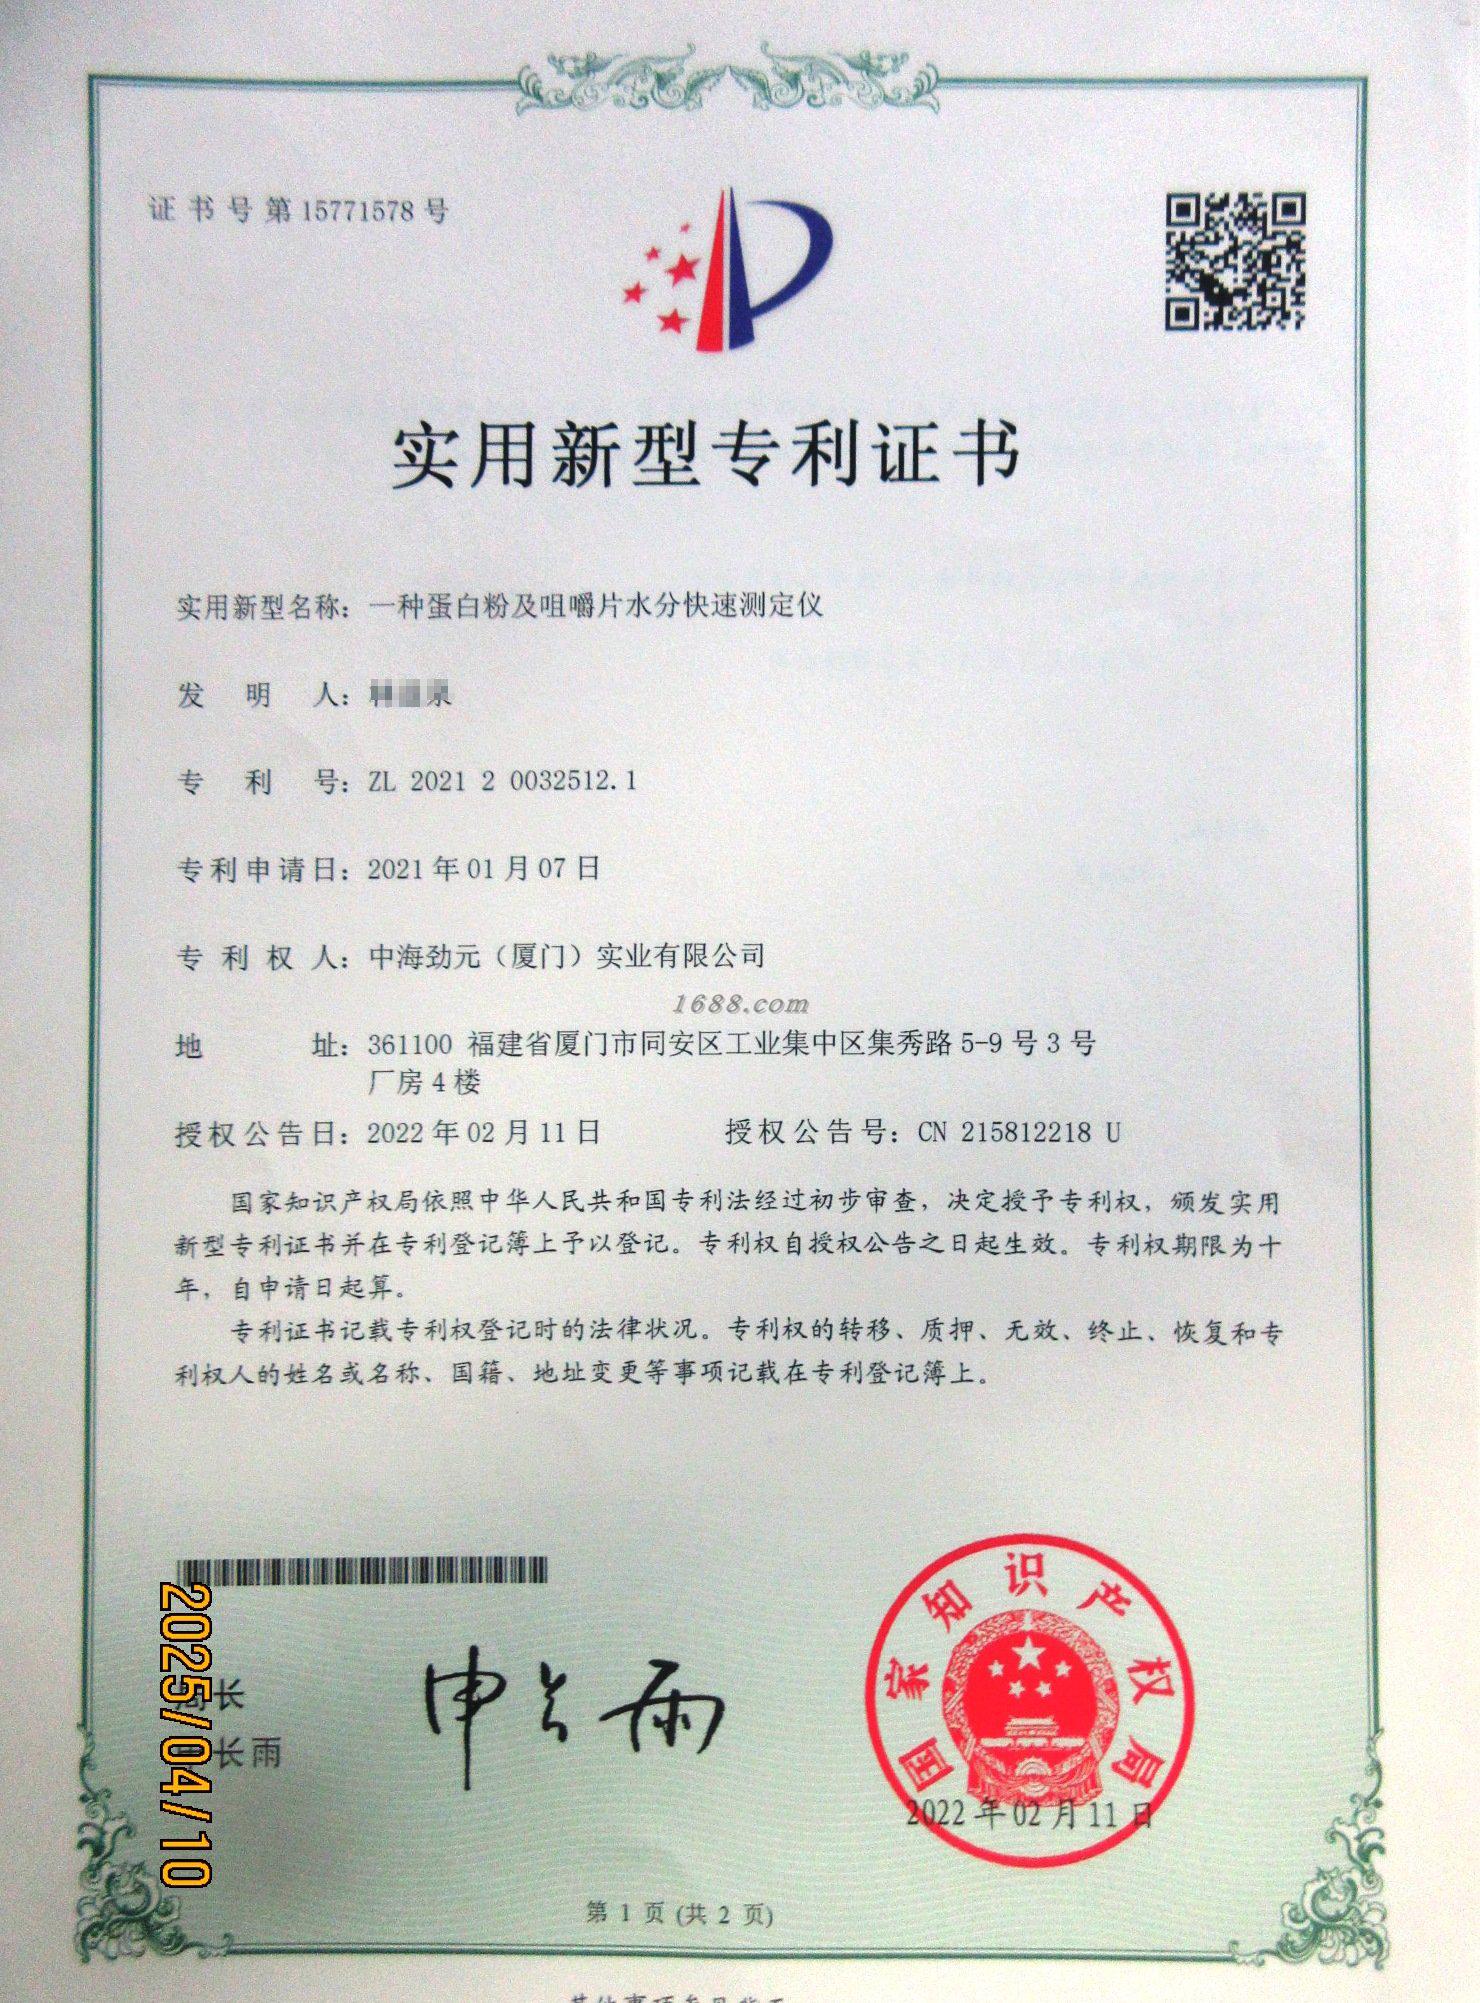 证书号第15771578号
实用新型专利证书
实用新型名称：一种蛋白粉及咀嚼片水分快速测定仪
发明人：
专利号：ZL 2021 2 0032512.1
专利申请日：2021年01月07日
专利权人：中海劲元（厦门）实业有限公司
1688.com
地址：361100 福建省厦门市同安区工业集中区集秀路5-9号3号
厂房4楼
授权公告日：2022年02月11日 授权公告号：CN 215812218 U
国家知识产权局依照中华人民共和国专利法经过初步审查，决定授予专利权，颁发实用
新型专利证书并在专利登记簿上予以登记。专利权自授权公告之日起生效。专利权期限为十
年，自申请日起算。
专利证书记载专利权登记时的法律状况。专利权的转移、质押、无效、终止、恢复和专
利权人的姓名或名称、国籍、地址变更等事项记载在专利登记簿上。
局长
长雨
申长雨
国家知识产权局
2022年02月11日
2025/04/10
第 1 页 (共 2 页)